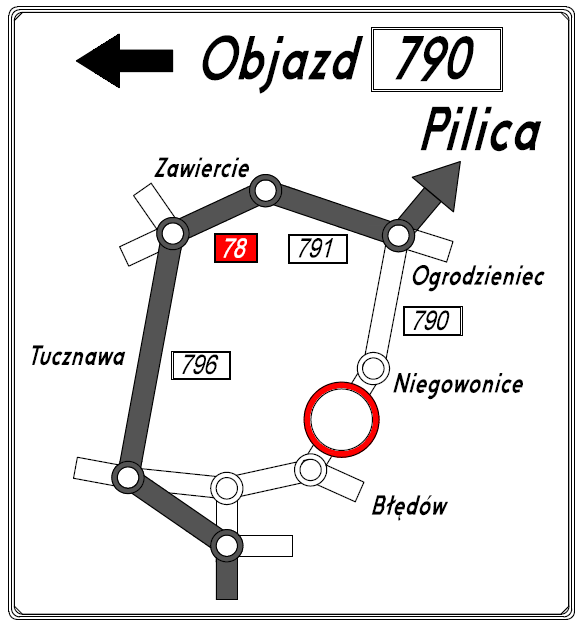 Objazd 790
Pilica
Zawiercie
78
791
Ogrodzieniec
790
Tucznawa
796
Niegowonice
Błędów